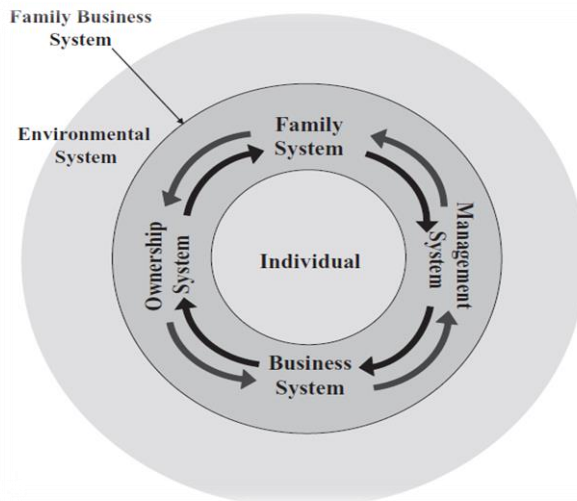 Family Business
System
Environmental
System
Family
System
Ownership
System
Individual
Management
System
Business
System